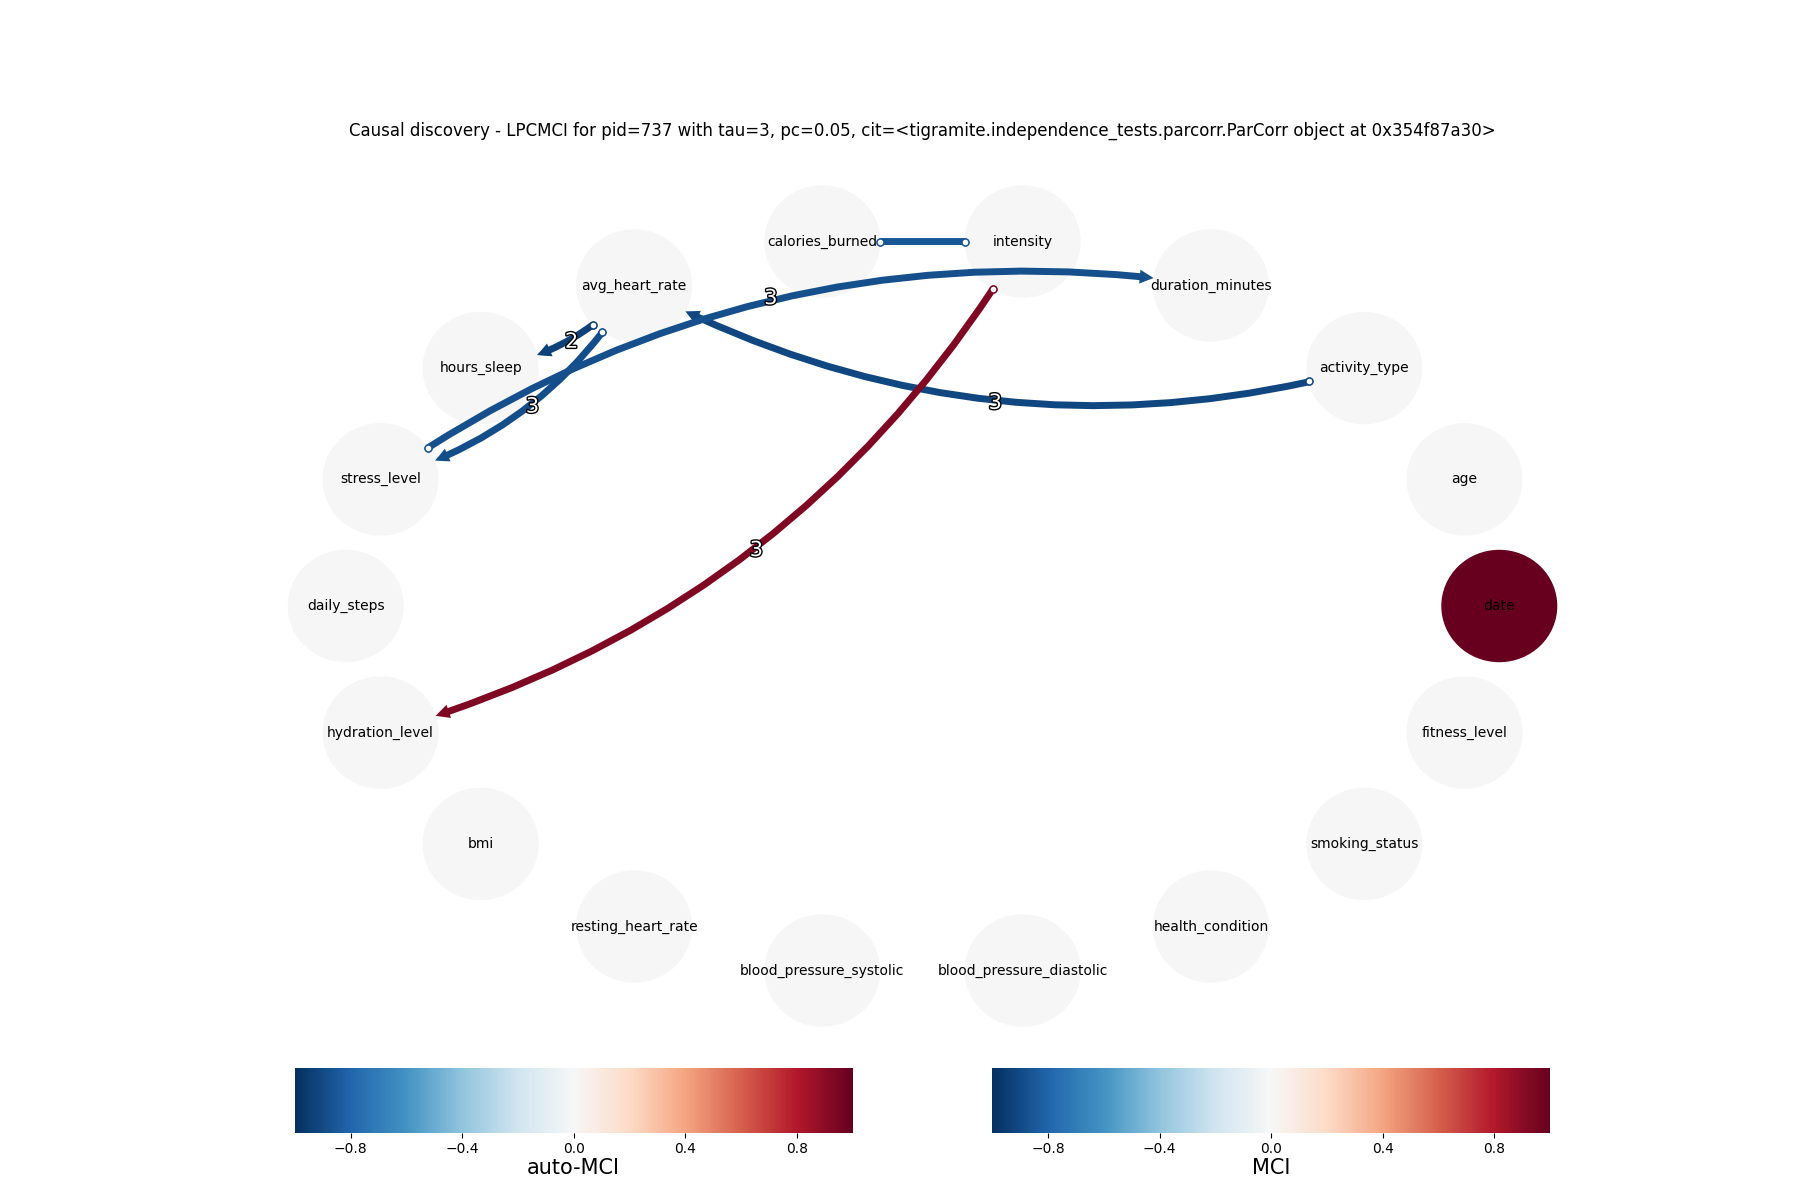 Causal discovery - LPCMCI for pid=737 with tau=3, pc=0.05, cit=<tigramite.independence_tests.parcorr.ParCorr object at 0x354f87a30>
calories_burned
intensity
avg_heart_rate
duration_minutes
3
2
hours_sleep
activity_type
3
3
stress_level
age
3
daily_steps
date
hydration_level
fitness_level
bmi
smoking_status
resting_heart_rate
health_condition
blood_pressure_systolic
blood_pressure_diastolic
−0.8 −0.4 0.0 0.4 0.8
auto-MCI
−0.8 −0.4 0.0 0.4 0.8
MCI